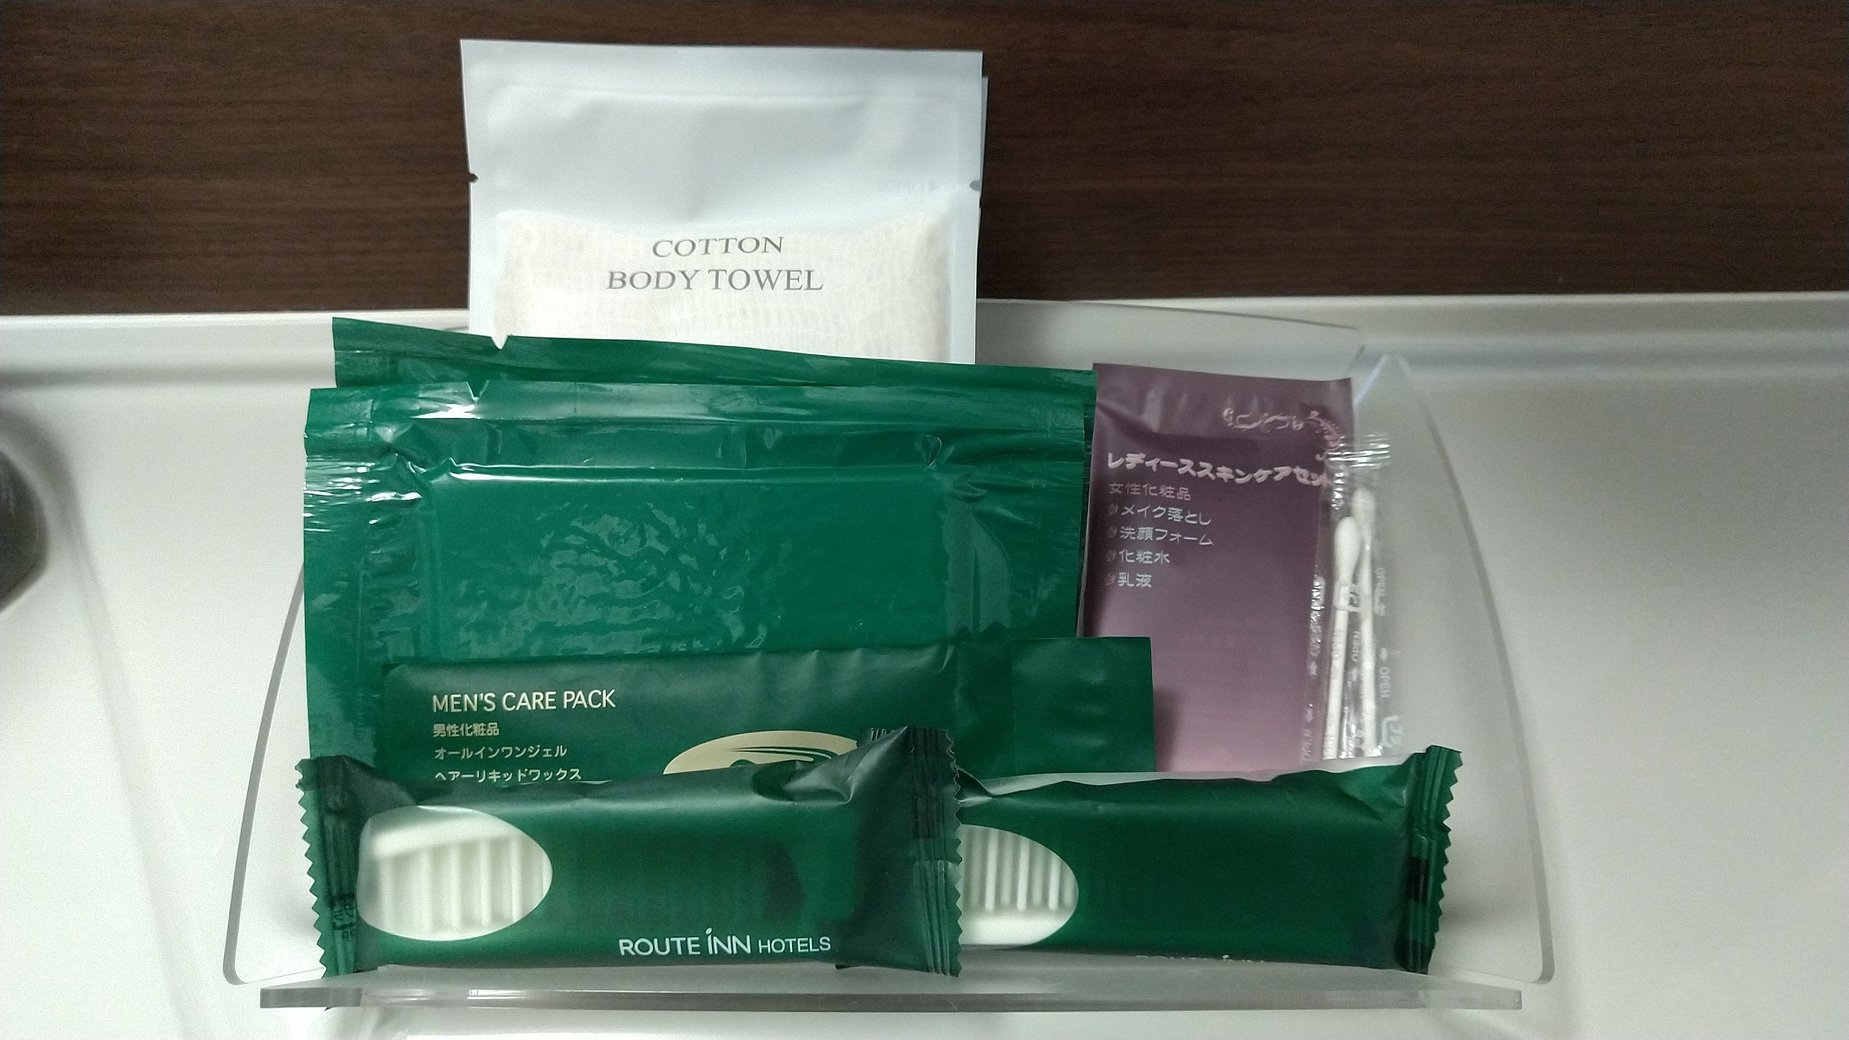 COTTON
BODY TOWEL
レディーススキンケアセット
女性化粧品
メイク落とし
洗顔フォーム
化粧水
乳液
MEN'S CARE PACK
男性化粧品
オールインワンジェル
ヘアーリキッドワックス
OPEN
OPEN
ROUTE INN HOTELS